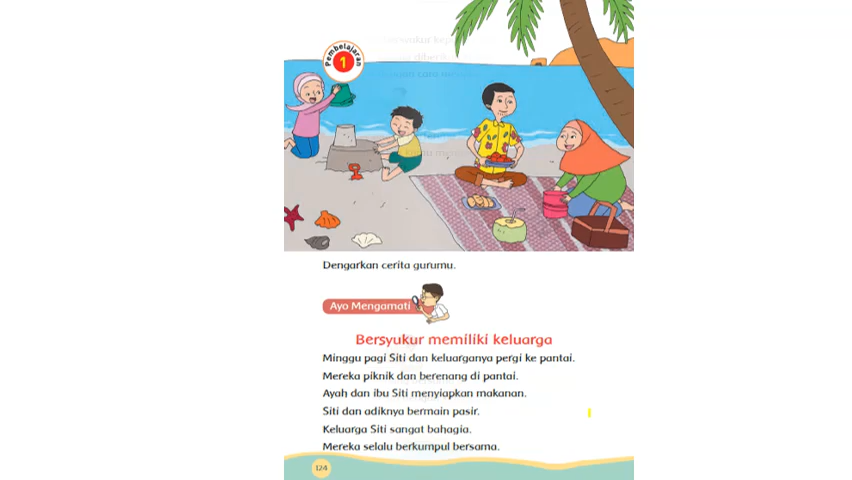 Pembelajaran
1
Dengarkan cerita gurumu.
Ayo Mengamati
Bersyukur memiliki keluarga
Minggu pagi Siti dan keluarganya pergi ke pantai.
Mereka piknik dan berenang di pantai.
Ayah dan ibu Siti menyiapkan makanan.
Siti dan adiknya bermain pasir.
Keluarga Siti sangat bahagia.
Mereka selalu berkumpul bersama.
124